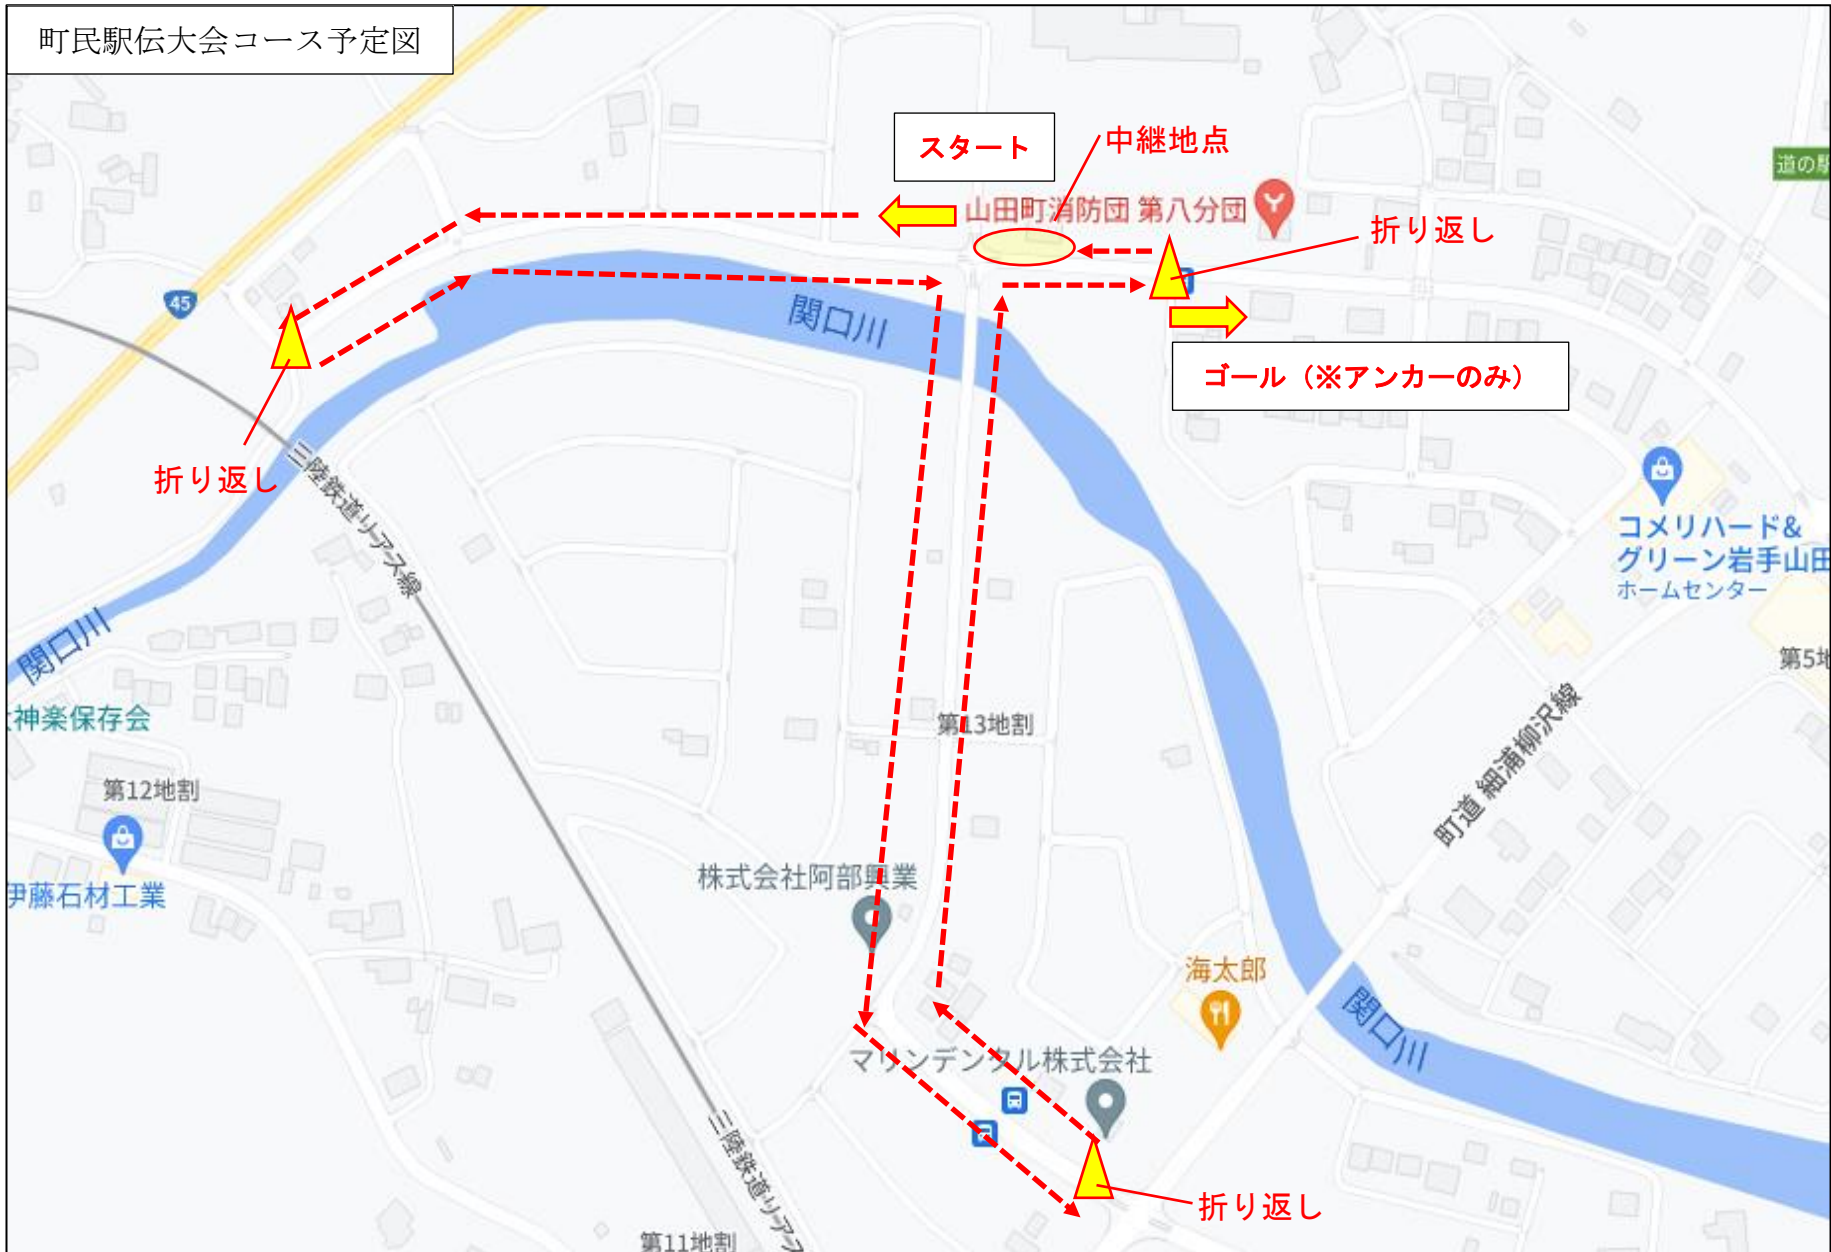 町民駅伝大会コース予定図
スタート
中継地点
道の駅
山田町消防団 第八分団
折り返し
45
関口川
ゴール（※アンカーのみ）
折り返し
三陸鉄道リアス線
コメリハード&
グリーン岩手山田
ホームセンター
関口川
第5地
神楽保存会
第13地割
町道 細浦柳沢線
第12地割
株式会社阿部興業
伊藤石材工業
海太郎
関口川
マリンデンタル株式会社
三陸鉄道リアス
折り返し
第11地割